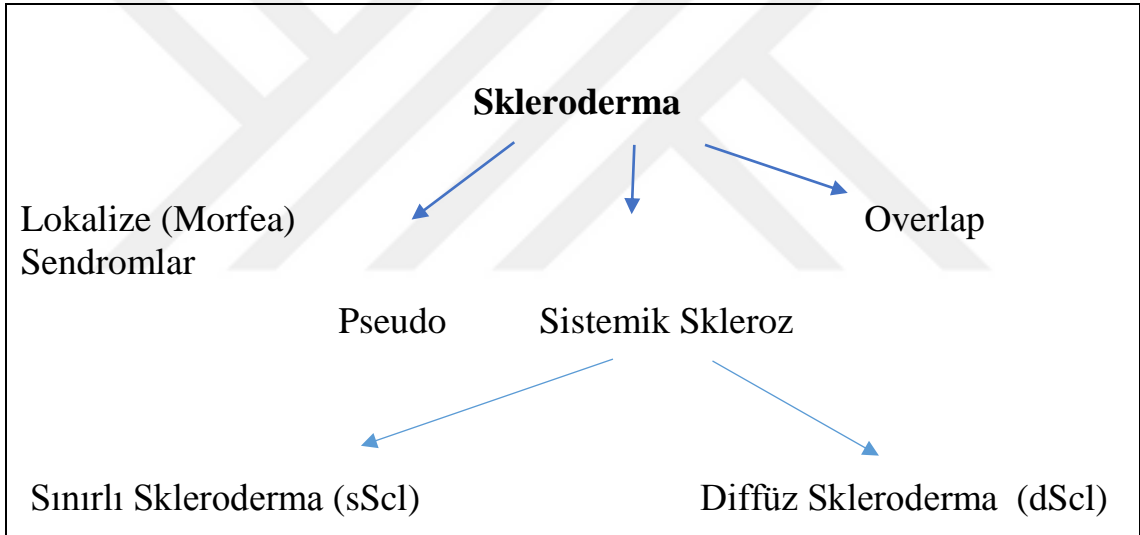 Skleroderma
Lokalize (Morfea) Overlap
Sendromlar
Pseudo Sistemik Skleroz
Sınırlı Skleroderma (sScl) Diffüz Skleroderma (dScl)